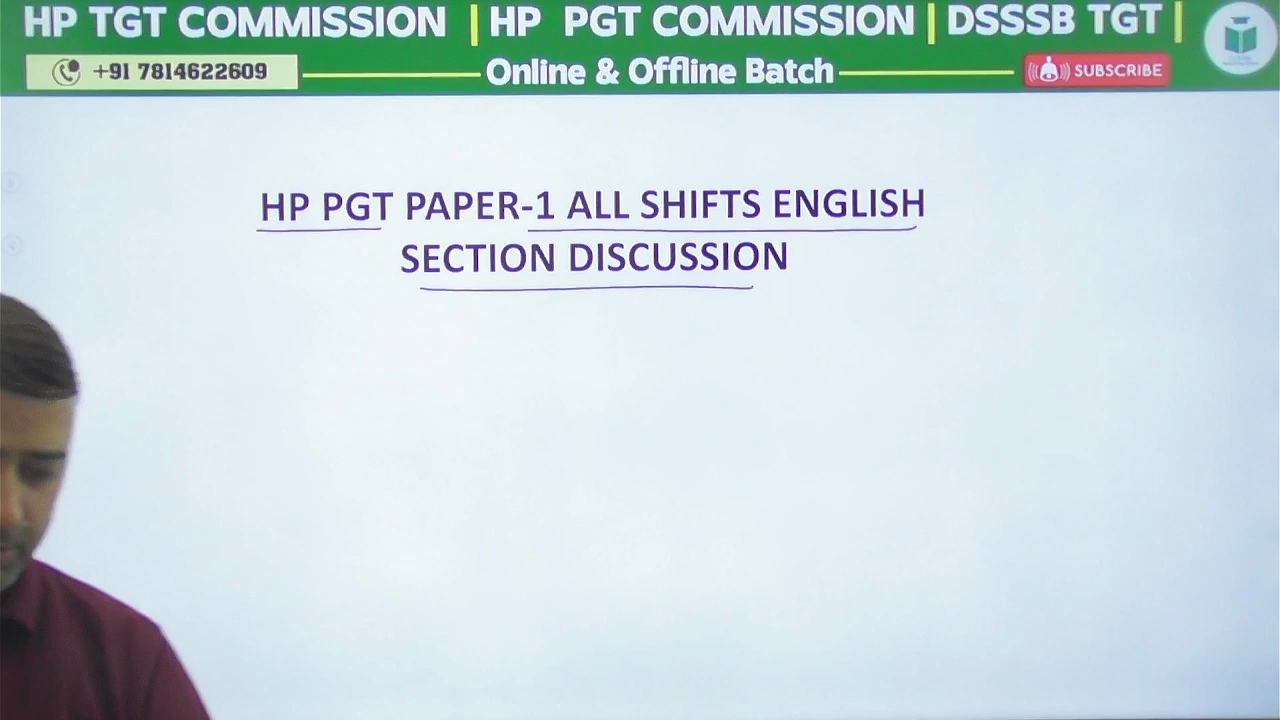 HP TGT COMMISSION | HP PGT COMMISSION | DSSSB TGT |
+91 7814622609 Online & Offline Batch SUBSCRIBE
HP PGT PAPER-1 ALL SHIFTS ENGLISH
SECTION DISCUSSION